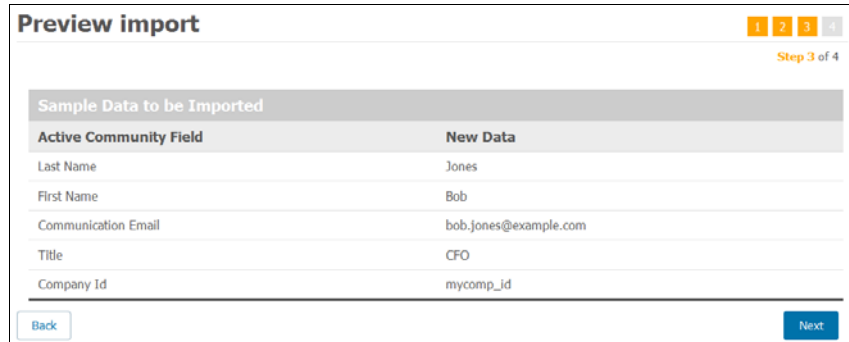 Preview import
1 2 3 4
Step 3 of 4
Sample Data to be Imported
Active Community Field New Data
Last Name Jones
First Name Bob
Communication Email bob.jones@example.com
Title CFO
Company Id mycomp_id
Back Next